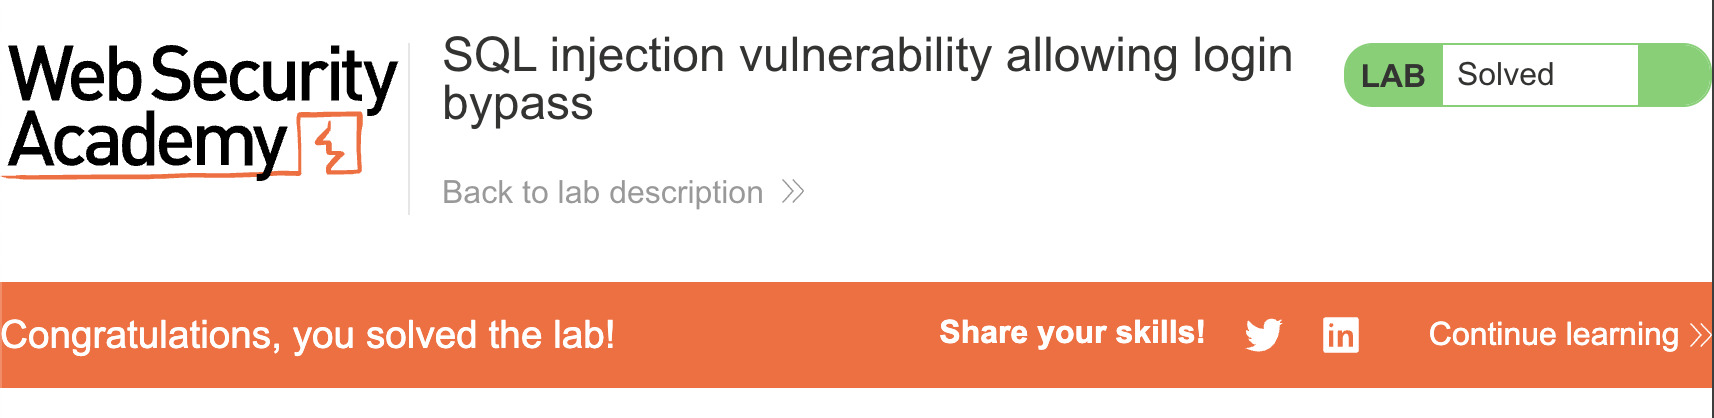 Web Security
Academy
SQL injection vulnerability allowing login
bypass
Back to lab description
LAB Solved
Congratulations, you solved the lab!
Share your skills!
Continue learning